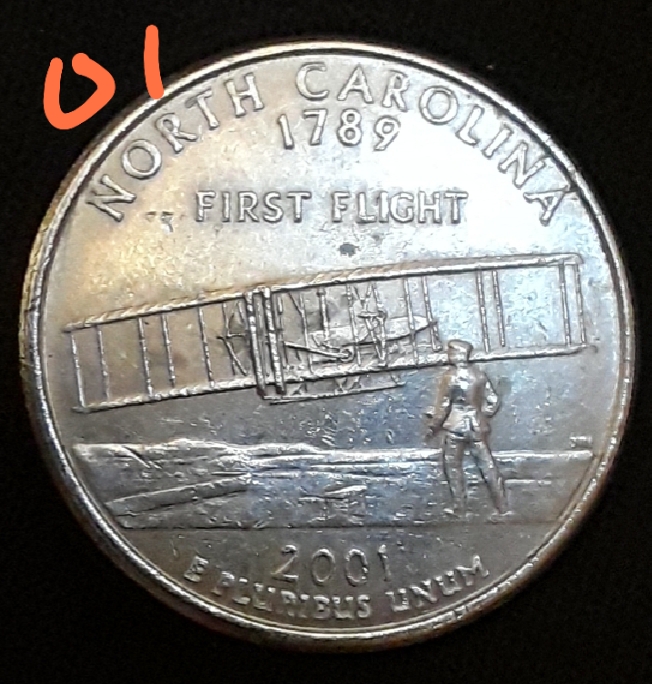 01
NORTH CAROLINA
1789
FIRST FLIGHT
2001
E PLURIBUS UNUM